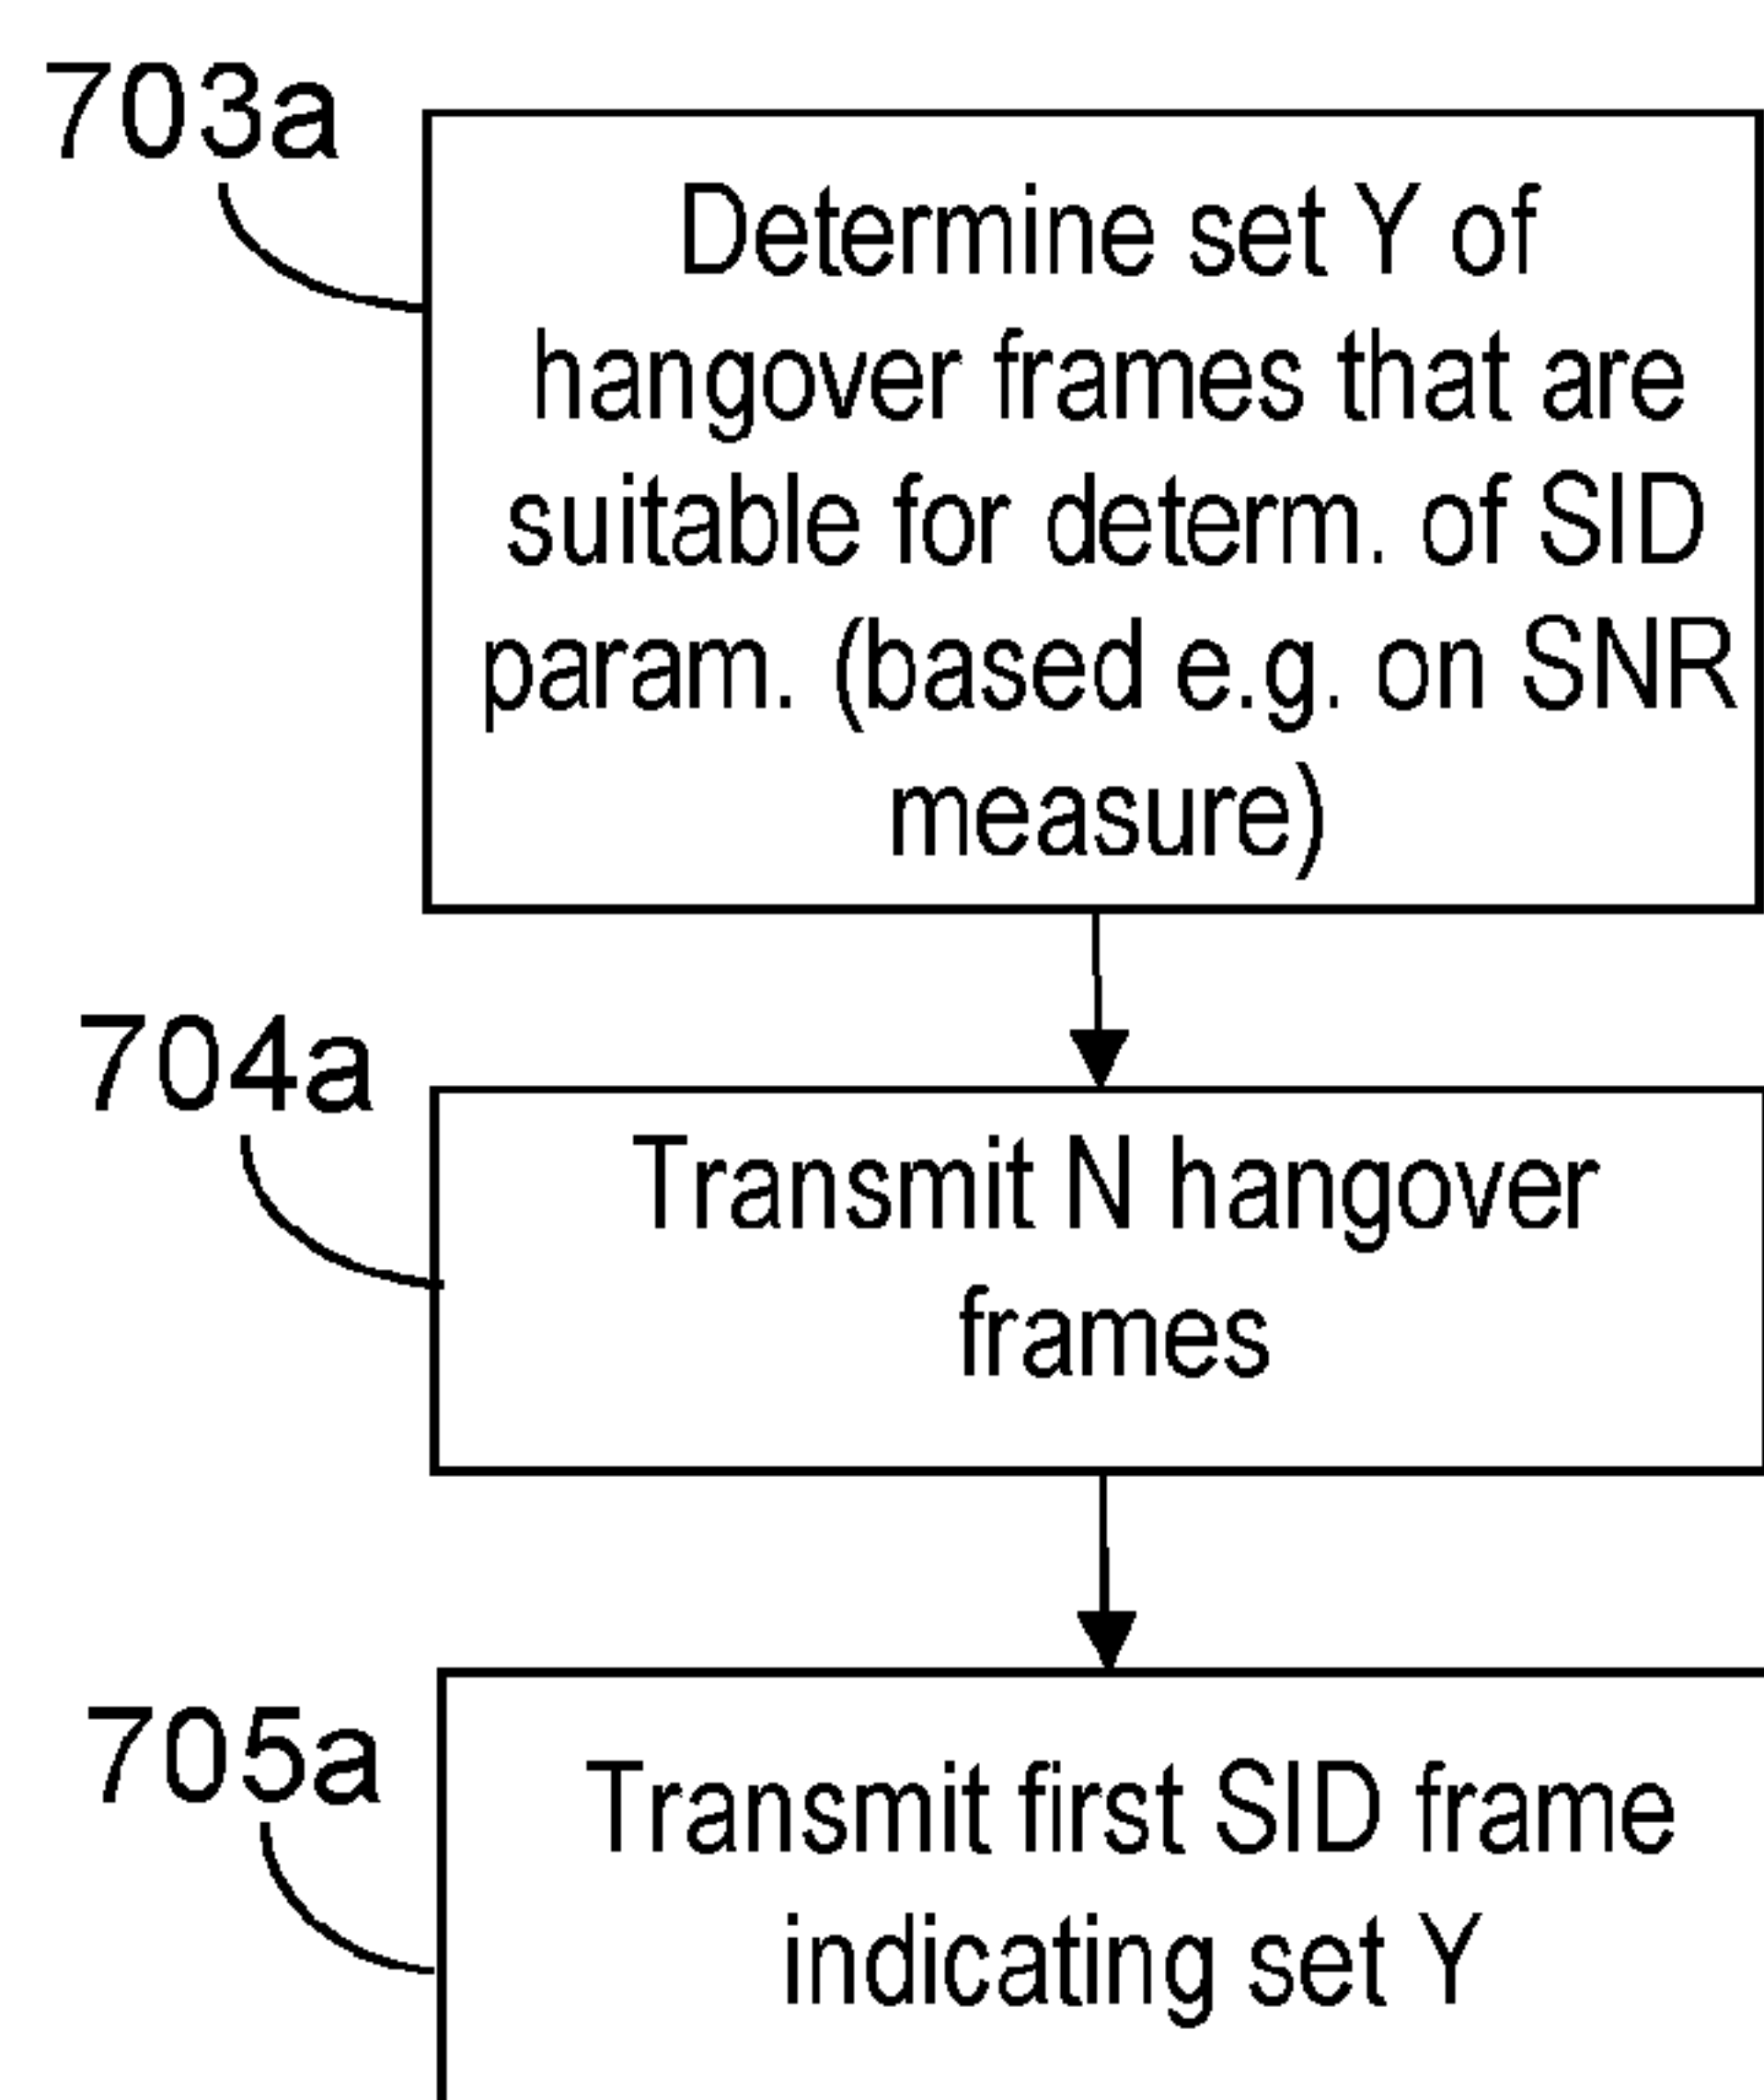 703a
Determine set Y of
hangover frames that are
suitable for determ. of SID
param. (based e.g. on SNR
measure)
704a
Transmit N hangover
frames
705a
Transmit first SID frame
indicating set Y